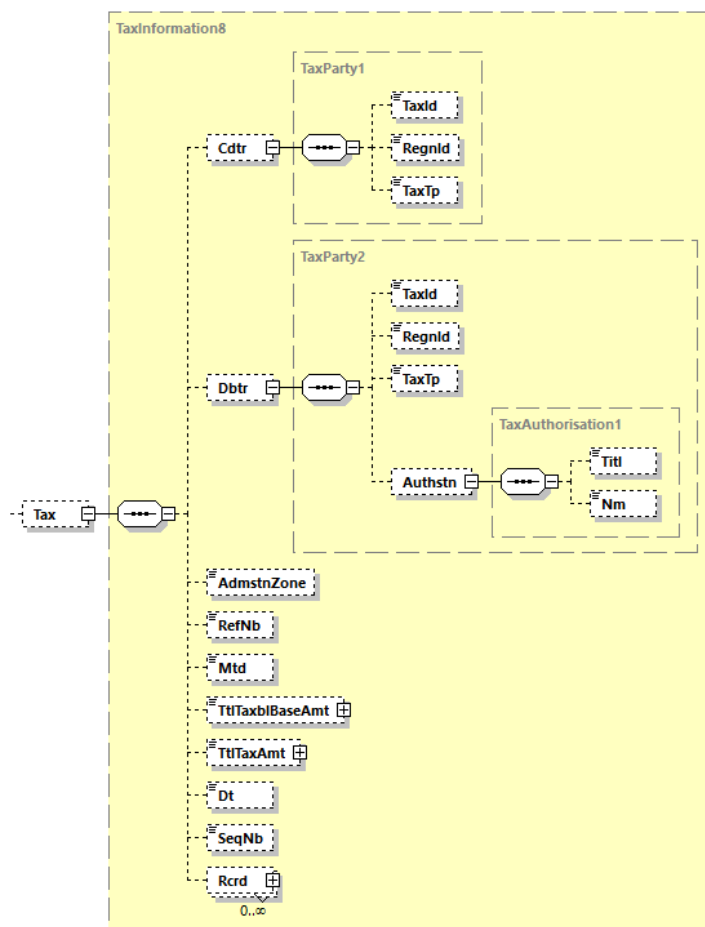 TaxInformation8
TaxParty1
TaxId
Cdtr
RegnId
TaxTp
TaxParty2
TaxId
RegnId
Dbtr
TaxTp
TaxAuthorisation1
Titl
Authstn
Nm
Tax
AdmstnZone
RefNb
Mtd
TtlTaxblBaseAmt
TtlTaxAmt
Dt
SeqNb
Rcrd
0..∞